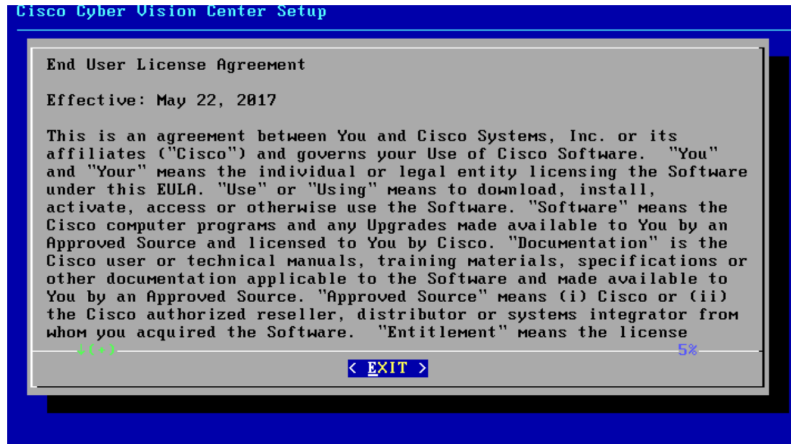 Cisco Cyber Vision Center Setup
End User License Agreement
Effective: May 22, 2017
This is an agreement between You and Cisco Systems, Inc. or its
affiliates ("Cisco") and governs your Use of Cisco Software.  "You"
and "Your" means the individual or legal entity licensing the Software
under this EULA. "Use" or "Using" means to download, install,
activate, access or otherwise use the Software. "Software" means the
Cisco computer programs and any Upgrades made available to You by an
Approved Source and licensed to You by Cisco. "Documentation" is the
Cisco user or technical manuals, training materials, specifications or
other documentation applicable to the Software and made available to
You by an Approved Source. "Approved Source" means (i) Cisco or (ii)
the Cisco authorized reseller, distributor or systems integrator from
whom you acquired the Software.  "Entitlement" means the license
↓(+) 5%
< EXIT >